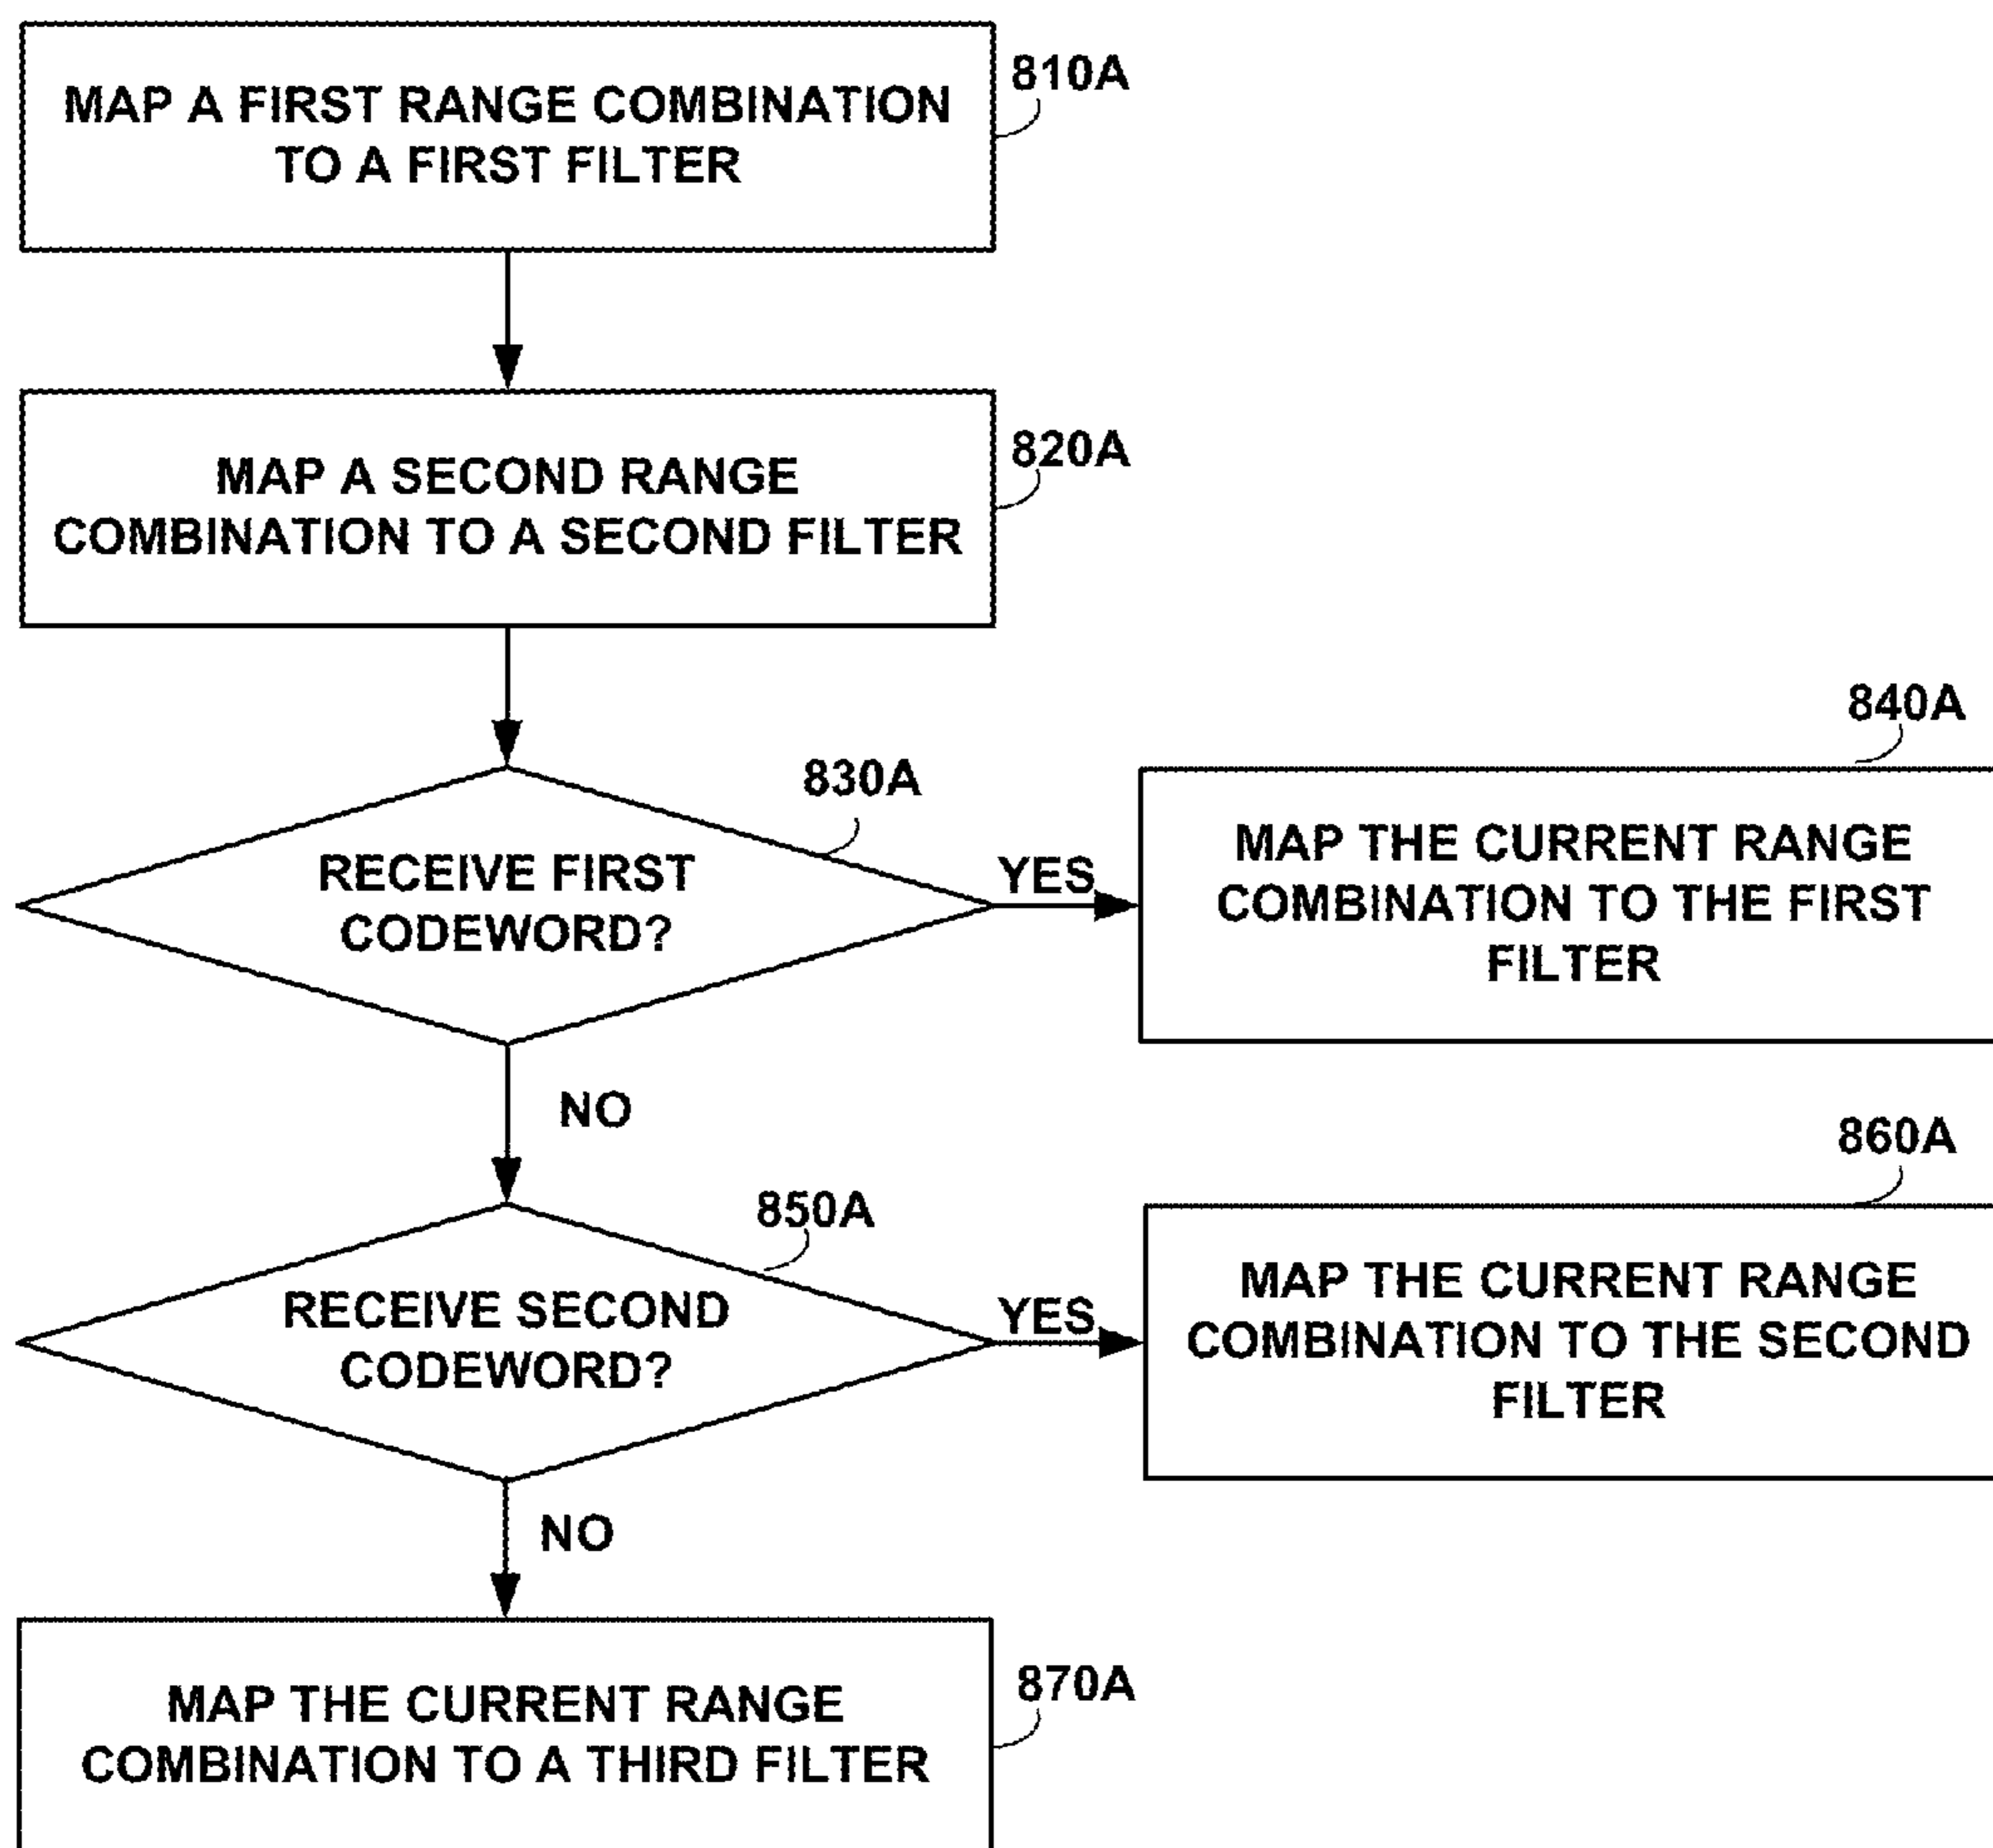 MAP A FIRST RANGE COMBINATION
TO A FIRST FILTER
810A
MAP A SECOND RANGE
COMBINATION TO A SECOND FILTER
820A
830A
RECEIVE FIRST
CODEWORD?
YES
840A
MAP THE CURRENT RANGE
COMBINATION TO THE FIRST
FILTER
NO
850A
RECEIVE SECOND
CODEWORD?
YES
860A
MAP THE CURRENT RANGE
COMBINATION TO THE SECOND
FILTER
NO
MAP THE CURRENT RANGE
COMBINATION TO A THIRD FILTER
870A